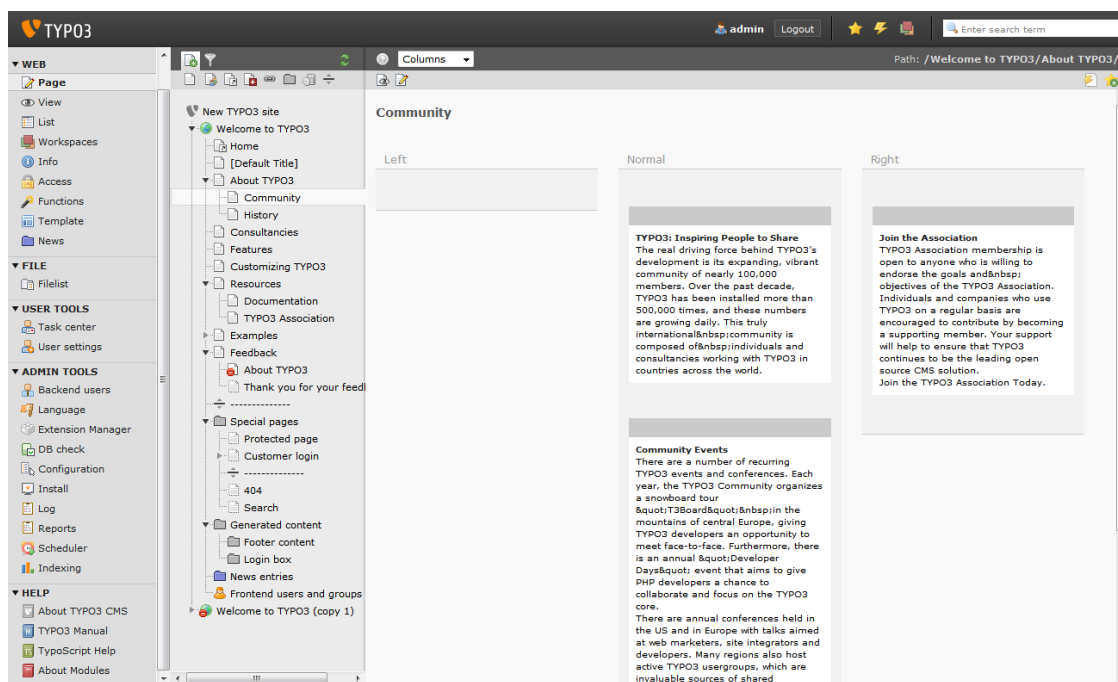 TYPO3
admin
Logout
Enter search term
WEB
Page
View
List
Workspaces
Info
Access
Functions
Template
News
FILE
Filelist
USER TOOLS
Task center
User settings
ADMIN TOOLS
Backend users
Language
Extension Manager
DB check
Configuration
Install
Log
Reports
Scheduler
Indexing
HELP
About TYPO3 CMS
TYPO3 Manual
TypoScript Help
About Modules
New TYPO3 site
Welcome to TYPO3
Home
[Default Title]
About TYPO3
Community
History
Consultancies
Features
Customizing TYPO3
Resources
Documentation
TYPO3 Association
Examples
Feedback
About TYPO3
Thank you for your feed
--------------
Special pages
Protected page
Customer login
--------------
404
Search
Generated content
Footer content
Login box
News entries
Frontend users and groups
Welcome to TYPO3 (copy 1)
Columns
Path: /Welcome to TYPO3/About TYPO3/
Community
Left
Normal
TYPO3: Inspiring People to Share
The real driving force behind TYPO3's
development is its expanding, vibrant
community of nearly 100,000
members. Over the past decade,
TYPO3 has been installed more than
500,000 times, and these numbers
are growing daily. This truly
international&nbsp;community is
composed of&nbsp;individuals and
consultancies working with TYPO3 in
countries across the world.
Community Events
There are a number of recurring
TYPO3 events and conferences. Each
year, the TYPO3 Community organizes
a snowboard tour
&quot;T3Board&quot;&nbsp;in the
mountains of central Europe, giving
TYPO3 developers an opportunity to
meet face-to-face. Furthermore, there
is an annual &quot;Developer
Days&quot; event that aims to give
PHP developers a chance to
collaborate and focus on the TYPO3
core.
There are annual conferences held in
the US and in Europe with talks aimed
at web marketers, site integrators and
developers. Many regions also host
active TYPO3 usergroups, which are
invaluable sources of shared
Right
Join the Association
TYPO3 Association membership is
open to anyone who is willing to
endorse the goals and&nbsp;
objectives of the TYPO3 Association.
Individuals and companies who use
TYPO3 on a regular basis are
encouraged to contribute by becoming
a supporting member. Your support
will help to ensure that TYPO3
continues to be the leading open
source CMS solution.
Join the TYPO3 Association Today.